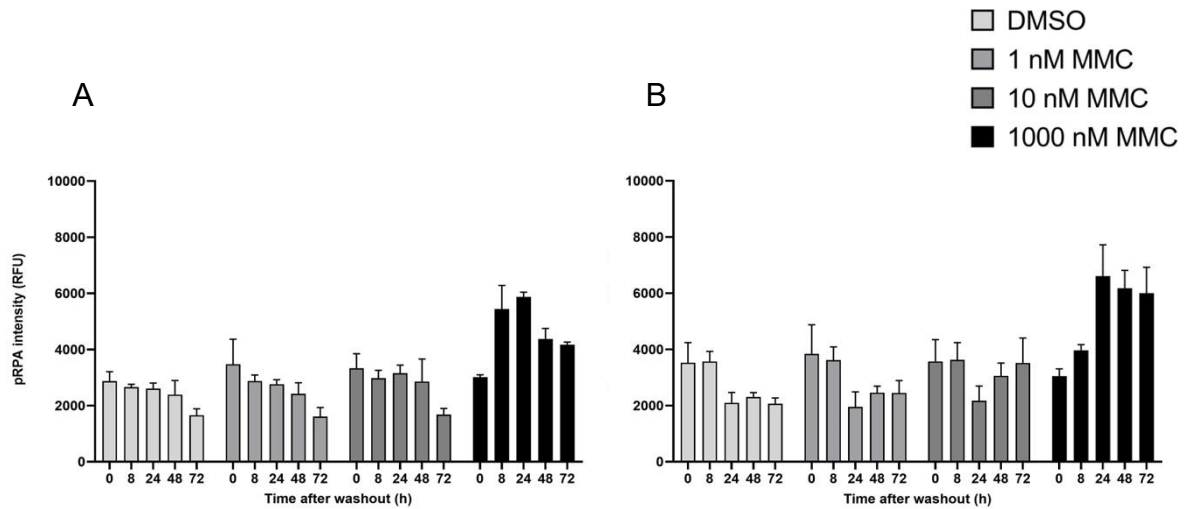 DMSO
1 nM MMC
10 nM MMC
1000 nM MMC
A
pRPA intensity (RFU)
10000
8000
6000
4000
2000
0
0 8 24 48 72 0 8 24 48 72 0 8 24 48 72 0 8 24 48 72
Time after washout (h)
B
10000
8000
6000
4000
2000
0
0 8 24 48 72 0 8 24 48 72 0 8 24 48 72 0 8 24 48 72
Time after washout (h)